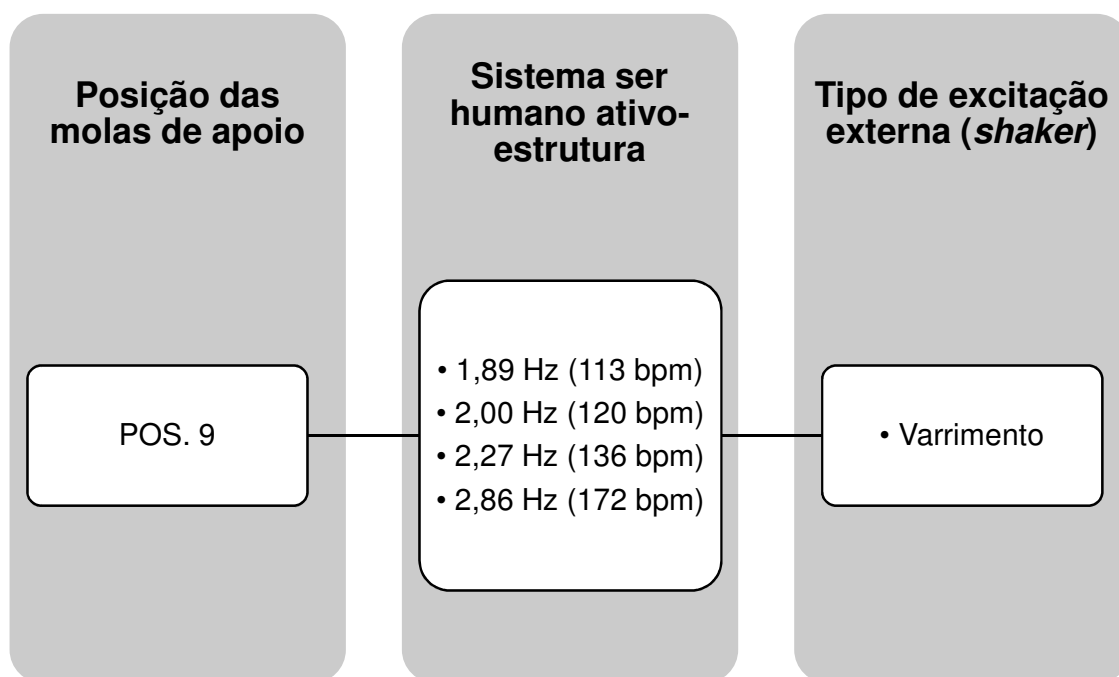 Posição das
molas de apoio
Sistema ser
humano ativo-
estrutura
Tipo de excitação
externa (shaker)
POS. 9
• 1,89 Hz (113 bpm)
• 2,00 Hz (120 bpm)
• 2,27 Hz (136 bpm)
• 2,86 Hz (172 bpm)
• Varrimento